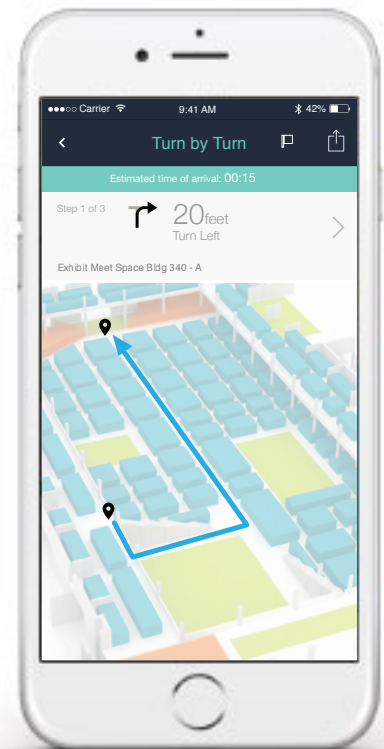 Carrier 9:41 AM 42%
Turn by Turn
Estimated time of arrival: 00:15
Step 1 of 3
20feet
Turn Left
Exhibit Meet Space Bldg 340 - A